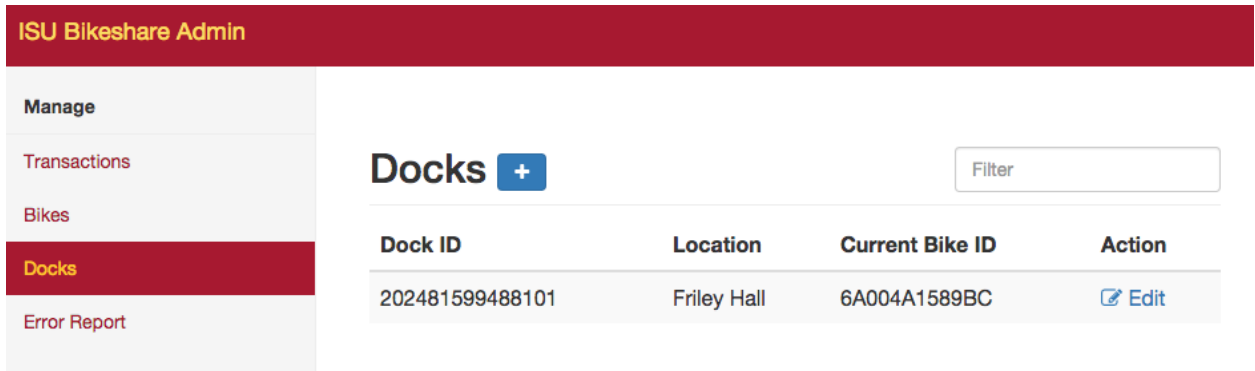 ISU Bikeshare Admin
Manage
Transactions
Bikes
Docks
Error Report
Docks +
Filter
Dock ID Location Current Bike ID Action
202481599488101 Friley Hall 6A004A1589BC Edit